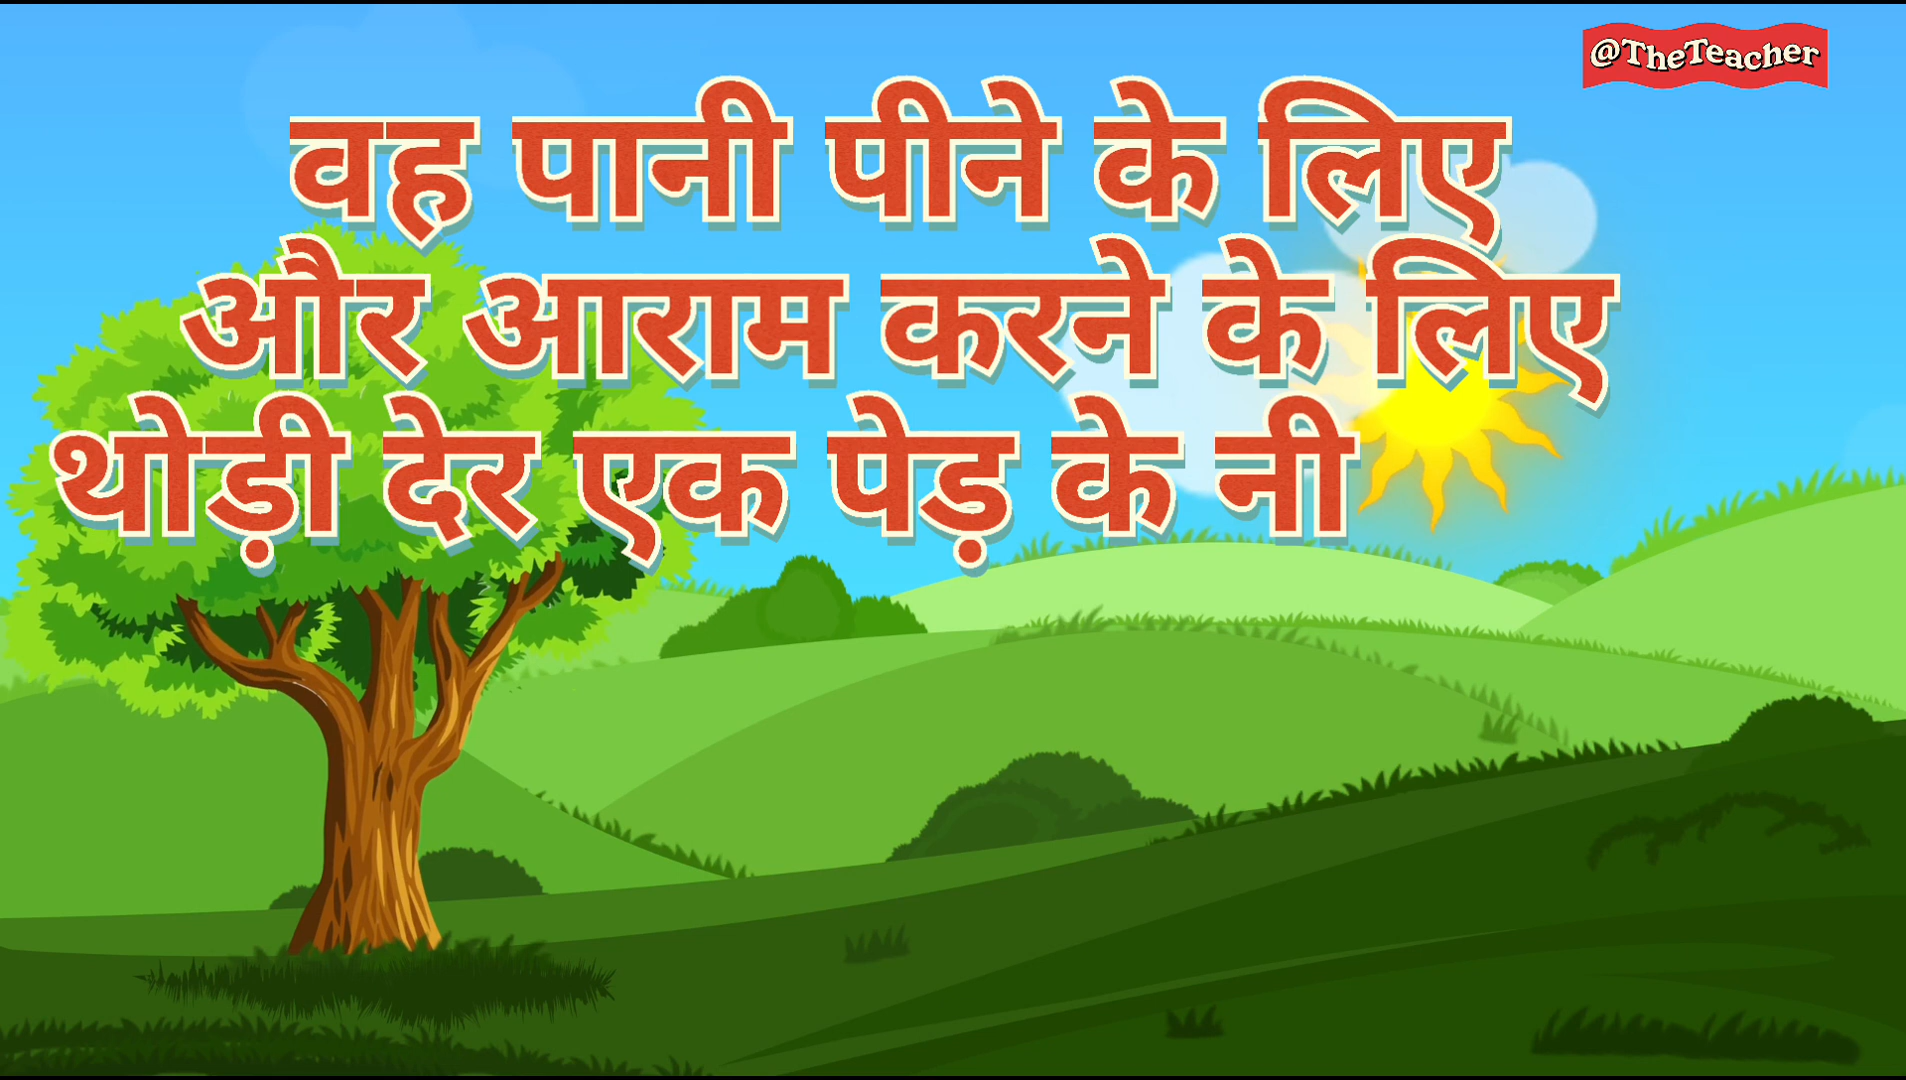 @TheTeacher
वह पानी पीने के लिए
और आराम करने के लिए
थोड़ी देर एक पेड़ के नी